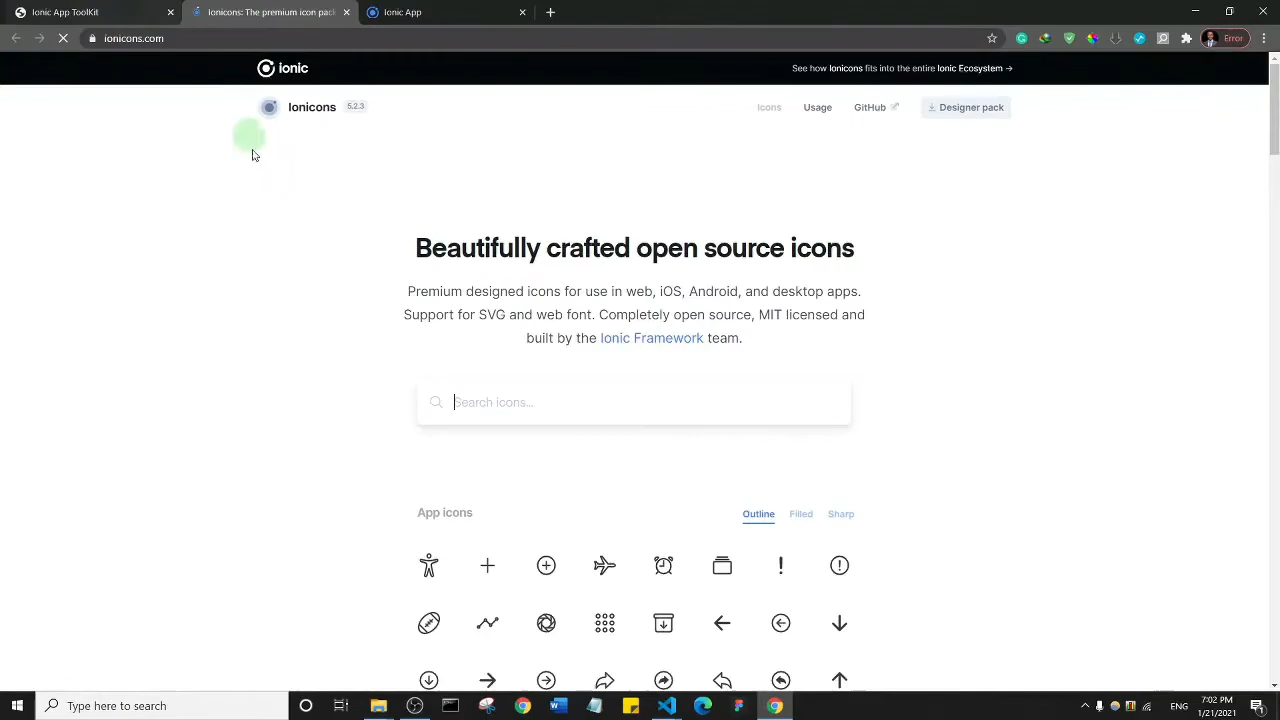 Ionic App ToolKit
Ionicons: The premium icon pack
Ionic App
ionicons.com
Error
ionic
See how Ionicons fits into the entire Ionic Ecosystem →
Ionicons 5.2.3
Icons
Usage
GitHub
Designer pack
Beautifully crafted open source icons
Premium designed icons for use in web, iOS, Android, and desktop apps.
Support for SVG and web font. Completely open source, MIT licensed and
built by the Ionic Framework team.
Search icons...
App icons
Outline
Filled
Sharp
Type here to search
ENG
7:02 PM
1/21/2021